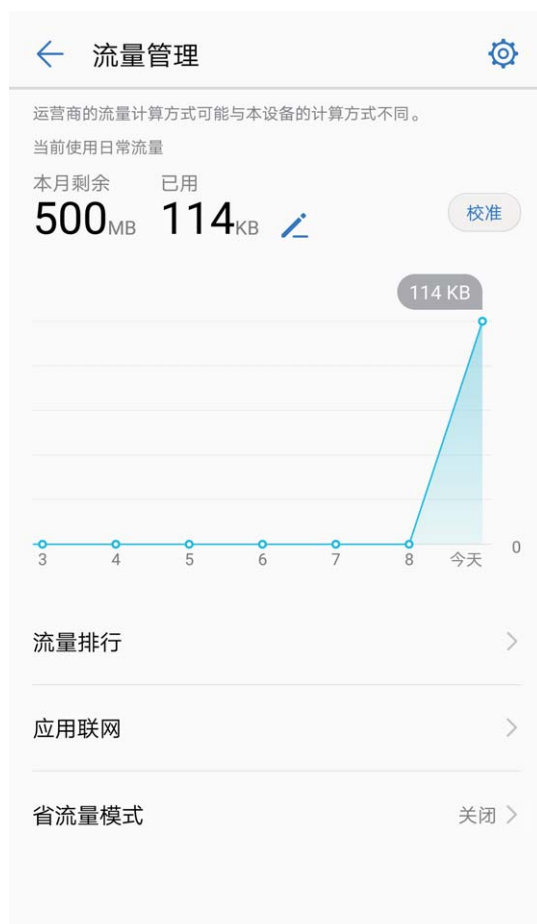 流量管理
运营商的流量计算方式可能与本设备的计算方式不同。
当前使用日常流量
本月剩余 已用
500MB 114KB 校准
114 KB
0
3 4 5 6 7 8 今天
流量排行
应用联网
省流量模式 关闭